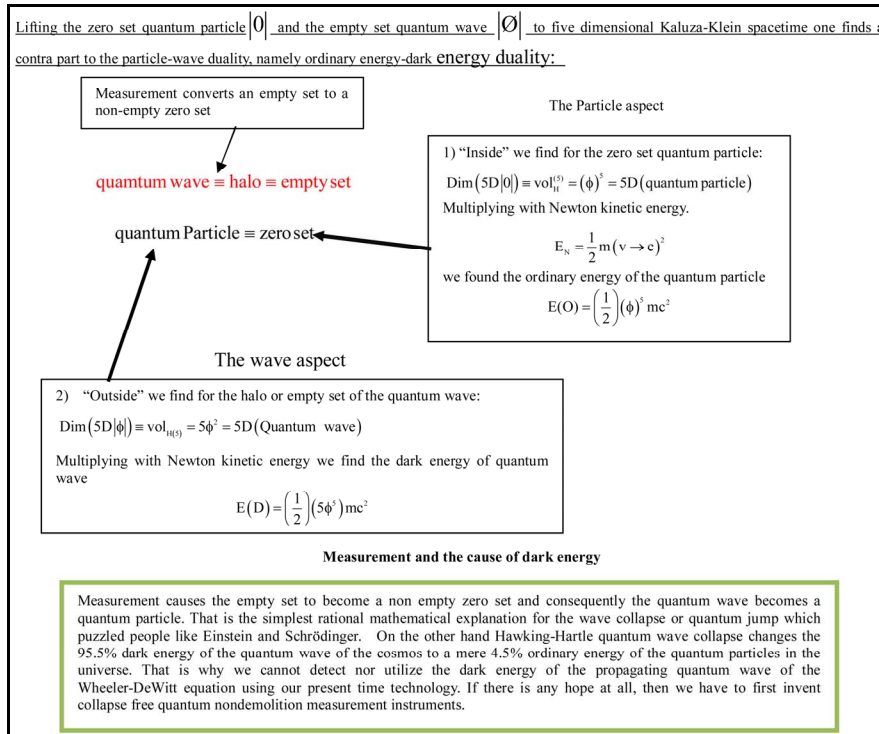 Lifting the zero set quantum particle |0| and the empty set quantum wave |Ø| to five dimensional Kaluza-Klein spacetime one finds a
contra part to the particle-wave duality, namely ordinary energy-dark energy duality:
Measurement converts an empty set to a
non-empty zero set
quamtum wave ≡ halo ≡ empty set
quantum Particle ≡ zero set
The Particle aspect
1) “Inside” we find for the zero set quantum particle:
Dim(5D|0|) ≡ vol_H^(5) = (ϕ)^5 = 5D(quantum particle)
Multiplying with Newton kinetic energy.
E_N = 1/2 m(v → c)^2
we found the ordinary energy of the quantum particle
E(O) = (1/2)(ϕ)^5 mc^2
The wave aspect
2) “Outside” we find for the halo or empty set of the quantum wave:
Dim(5D|ϕ|) ≡ vol_H(5) = 5ϕ^2 = 5D(Quantum wave)
Multiplying with Newton kinetic energy we find the dark energy of quantum
wave
E(D) = (1/2)(5ϕ^5)mc^2
Measurement and the cause of dark energy
Measurement causes the empty set to become a non empty zero set and consequently the quantum wave becomes a
quantum particle. That is the simplest rational mathematical explanation for the wave collapse or quantum jump which
puzzled people like Einstein and Schrödinger. On the other hand Hawking-Hartle quantum wave collapse changes the
95.5% dark energy of the quantum wave of the cosmos to a mere 4.5% ordinary energy of the quantum particles in the
universe. That is why we cannot detect nor utilize the dark energy of the propagating quantum wave of the
Wheeler-DeWitt equation using our present time technology. If there is any hope at all, then we have to first invent
collapse free quantum nondemolition measurement instruments.